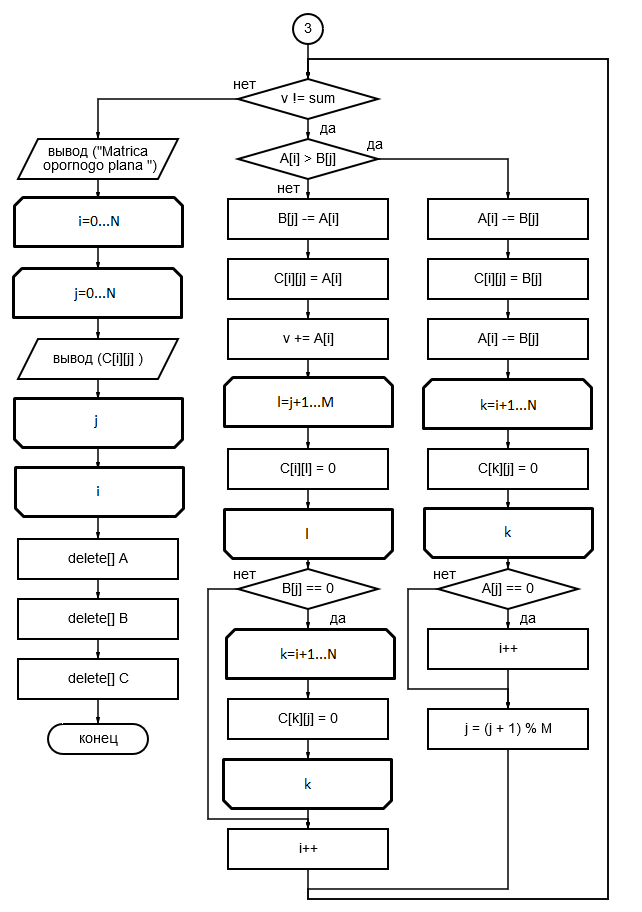 3
нет
v != sum
да
A[i] > B[j]
да
нет
вывод ("Matrica
opornogo plana ")
i=0...N
j=0...N
вывод (C[i][j] )
j
i
delete[] A
delete[] B
delete[] C
конец
B[j] -= A[i]
C[i][j] = A[i]
v += A[i]
l=j+1...M
C[i][l] = 0
l
нет
B[j] == 0
да
k=i+1...N
C[k][j] = 0
k
i++
A[i] -= B[j]
C[i][j] = B[j]
A[i] -= B[j]
k=i+1...N
C[k][j] = 0
k
нет
A[j] == 0
да
i++
j = (j + 1) % M